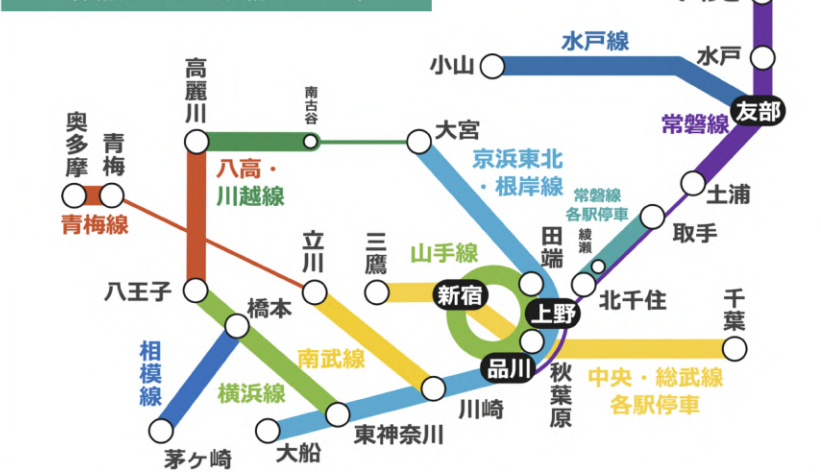 水戸線
小山
水戸
友部
常磐線
高麗川
南古谷
大宮
奥多摩
青梅
八高・
川越線
京浜東北
・根岸線
常磐線
各駅停車
土浦
青梅線
綾瀬
取手
立川
三鷹
山手線
田端
八王子
新宿
上野
北千住
千葉
橋本
相模線
南武線
品川
秋葉原
中央・総武線
各駅停車
横浜線
川崎
東神奈川
大船
茅ヶ崎